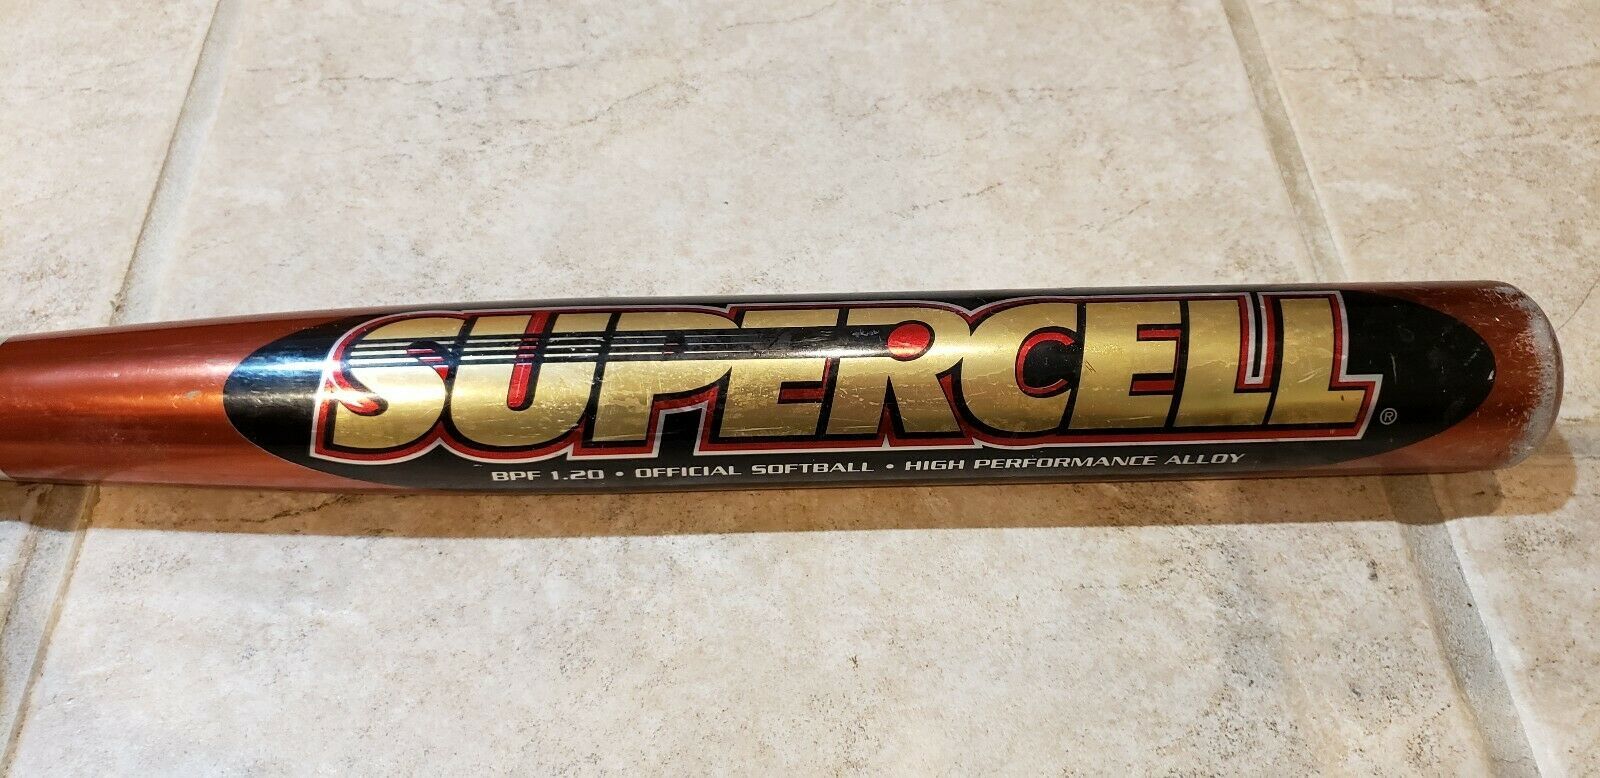 SUPERCELL®
BPF 1.20 • OFFICIAL SOFTBALL • HIGH PERFORMANCE ALLOY